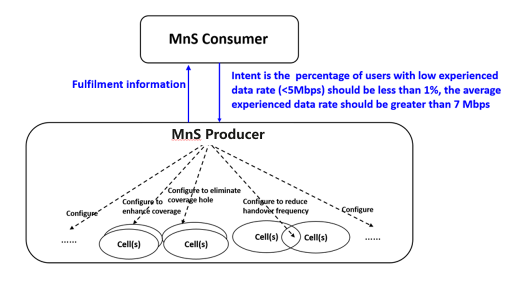 MnS Consumer
Fulfilment information
Intent is the percentage of users with low experienced
data rate (<5Mbps) should be less than 1%, the average
experienced data rate should be greater than 7 Mbps
MnS Producer
Configure
Configure to
enhance coverage
Configure to eliminate
coverage hole
Configure to reduce
handover frequency
Configure
......
Cell(s)
Cell(s)
Cell(s)
Cell(s)
......